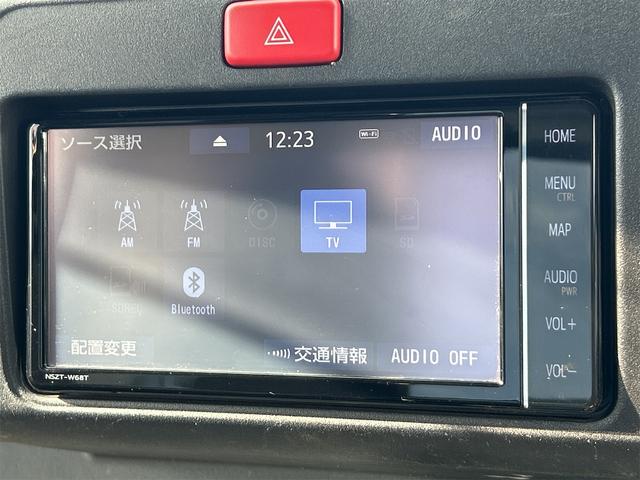 ソース選択 12:23 Wi-Fi AUDIO
AM FM DISC TV SD
Bluetooth
配置変更 交通情報 AUDIO OFF
NSZT-W68T
HOME
MENU
CTRL
MAP
AUDIO
PWR
VOL+
VOL-